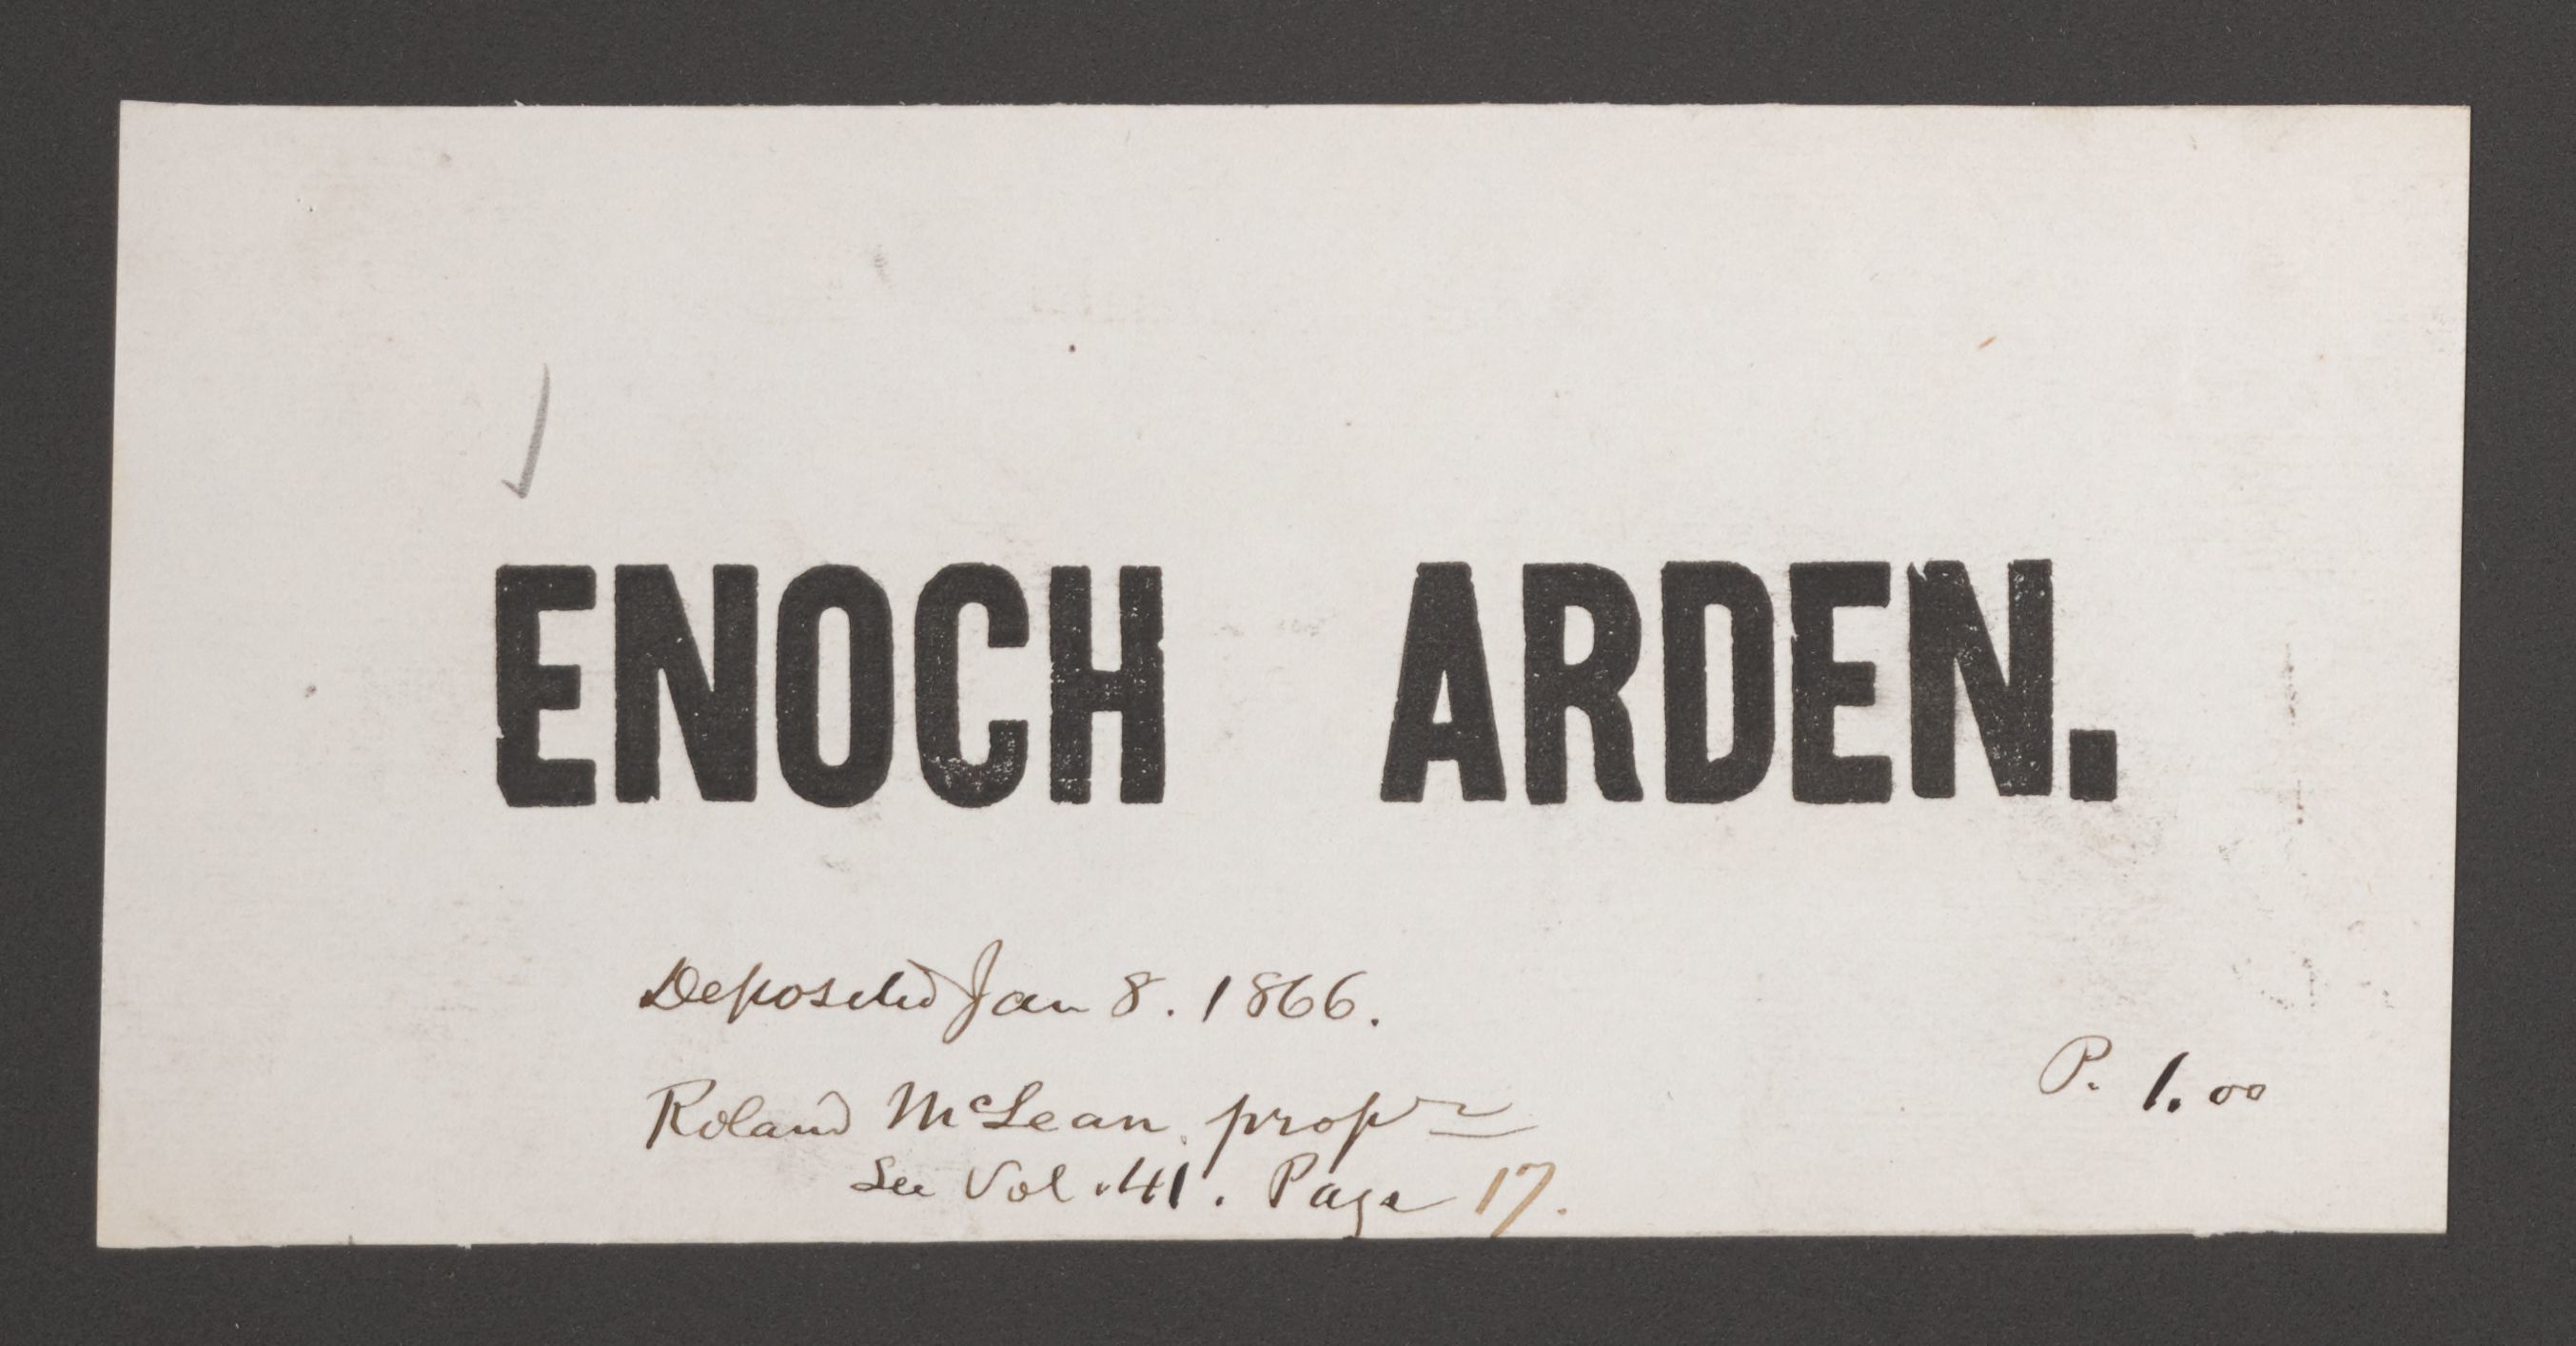 ENOCH ARDEN.
Deposited Jan 8. 1866.
P. 1.00
Roland McLean. propr
See Vol. 41. Page 17.